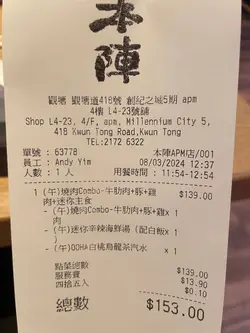 本陣
觀塘 觀塘道418號 創紀之城5期 apm
4樓 L4-23號舖
Shop L4-23, 4/F, apm, Millennium City 5,
418 Kwun Tong Road,Kwun Tong
TEL:2172 6322
單號 : 63778 本陣APM店/001
員工 : Andy Yim 08/03/2024 12:37
人數 : 1 人 用餐時間 : 11:54-12:54
1 (午)燒肉Combo-牛肋肉+豚+雞肉+迷你主食 $139.00
- (午)燒肉Combo-牛肋肉+豚+雞肉 x 1
- (午)迷你辛辣海鮮湯 (配白飯) x 1
- (午)OOHA白桃烏龍茶汽水 x 1
點菜總數 $139.00
服務費 $13.90
四捨五入 $0.10
總數 $153.00